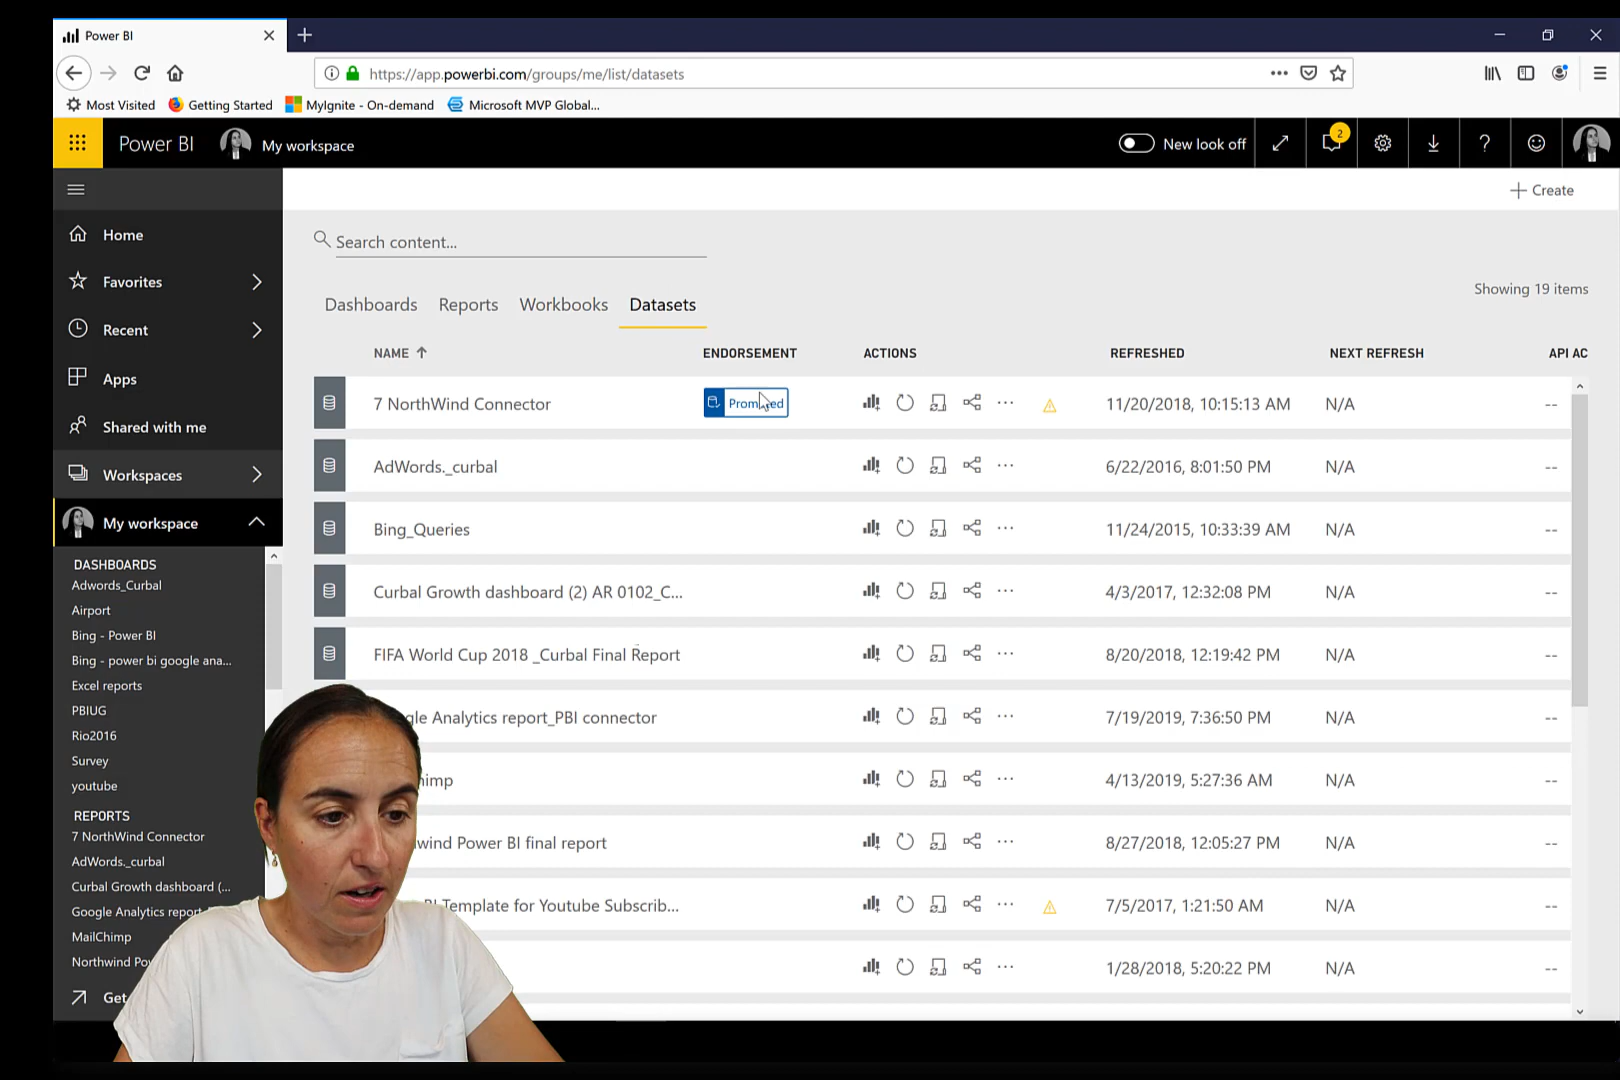 Power BI
https://app.powerbi.com/groups/me/list/datasets
Most Visited Getting Started MyIgnite - On-demand Microsoft MVP Global...
Power BI My workspace New look off 2 ?
Create
Home
Favorites
Recent
Apps
Shared with me
Workspaces
My workspace
DASHBOARDS
Adwords_Curbal
Airport
Bing - Power BI
Bing - power bi google ana...
Excel reports
PBIUG
Rio2016
Survey
youtube
REPORTS
7 NorthWind Connector
AdWords._curbal
Curbal Growth dashboard (...
Google Analytics report
MailChimp
Northwind
Get
Search content...
Dashboards Reports Workbooks Datasets
Showing 19 items
NAME ENDORSEMENT ACTIONS REFRESHED NEXT REFRESH API AC
7 NorthWind Connector 11/20/2018, 10:15:13 AM N/A --
AdWords._curbal 6/22/2016, 8:01:50 PM N/A --
Bing_Queries 11/24/2015, 10:33:39 AM N/A --
Curbal Growth dashboard (2) AR 0102_C... 4/3/2017, 12:32:08 PM N/A --
FIFA World Cup 2018 _Curbal Final Report 8/20/2018, 12:19:42 PM N/A --
gle Analytics report_PBI connector 7/19/2019, 7:36:50 PM N/A --
himp 4/13/2019, 5:27:36 AM N/A --
wind Power BI final report 8/27/2018, 12:05:27 PM N/A --
BI Template for Youtube Subscrib... 7/5/2017, 1:21:50 AM N/A --
1/28/2018, 5:20:22 PM N/A --